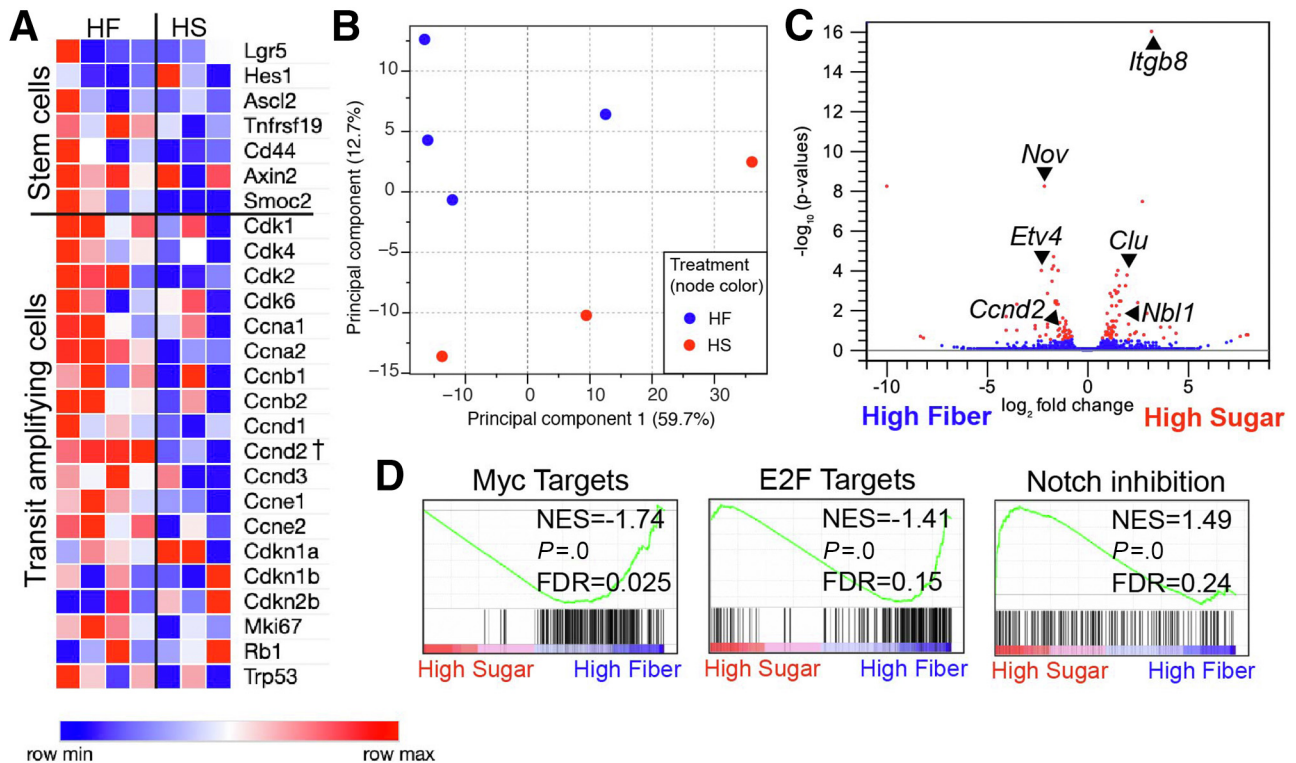 A
HF HS
Stem cells
Transit amplifying cells
Lgr5
Hes1
Ascl2
Tnfrsf19
Cd44
Axin2
Smoc2
Cdk1
Cdk4
Cdk2
Cdk6
Ccna1
Ccna2
Ccnb1
Ccnb2
Ccnd1
Ccnd2 †
Ccnd3
Ccne1
Ccne2
Cdkn1a
Cdkn1b
Cdkn2b
Mki67
Rb1
Trp53
row min row max
B
Principal component 2 (12.7%)
10
5
0
−5
−10
−15
−10 0 10 20 30
Principal component 1 (59.7%)
Treatment
(node color)
HF
HS
C
-log10 (p-values)
16
14
12
10
8
6
4
2
0
Itgb8
Nov
Etv4 Clu
Ccnd2 Nbl1
-10 -5 0 5
log2 fold change
High Fiber High Sugar
D
Myc Targets
NES=-1.74
P=.0
FDR=0.025
High Sugar High Fiber
E2F Targets
NES=-1.41
P=.0
FDR=0.15
High Sugar High Fiber
Notch inhibition
NES=1.49
P=.0
FDR=0.24
High Sugar High Fiber